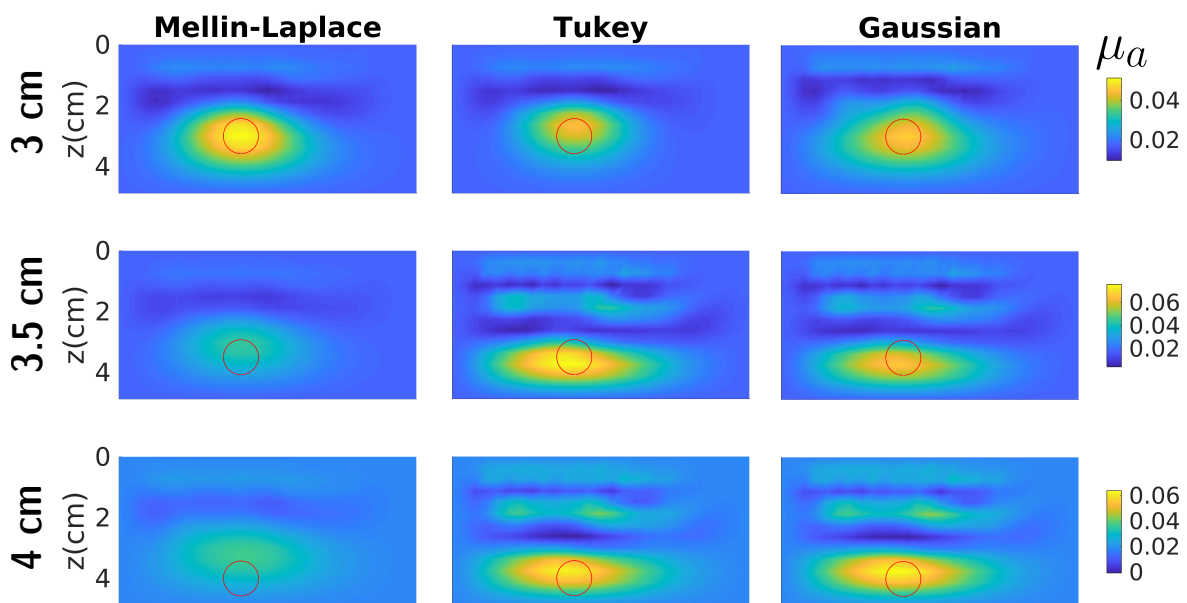 Mellin-Laplace Tukey Gaussian μa
3 cm z(cm) 0 2 4 0.04 0.02
3.5 cm z(cm) 0 2 4 0.06 0.04 0.02
4 cm z(cm) 0 2 4 0.06 0.04 0.02 0